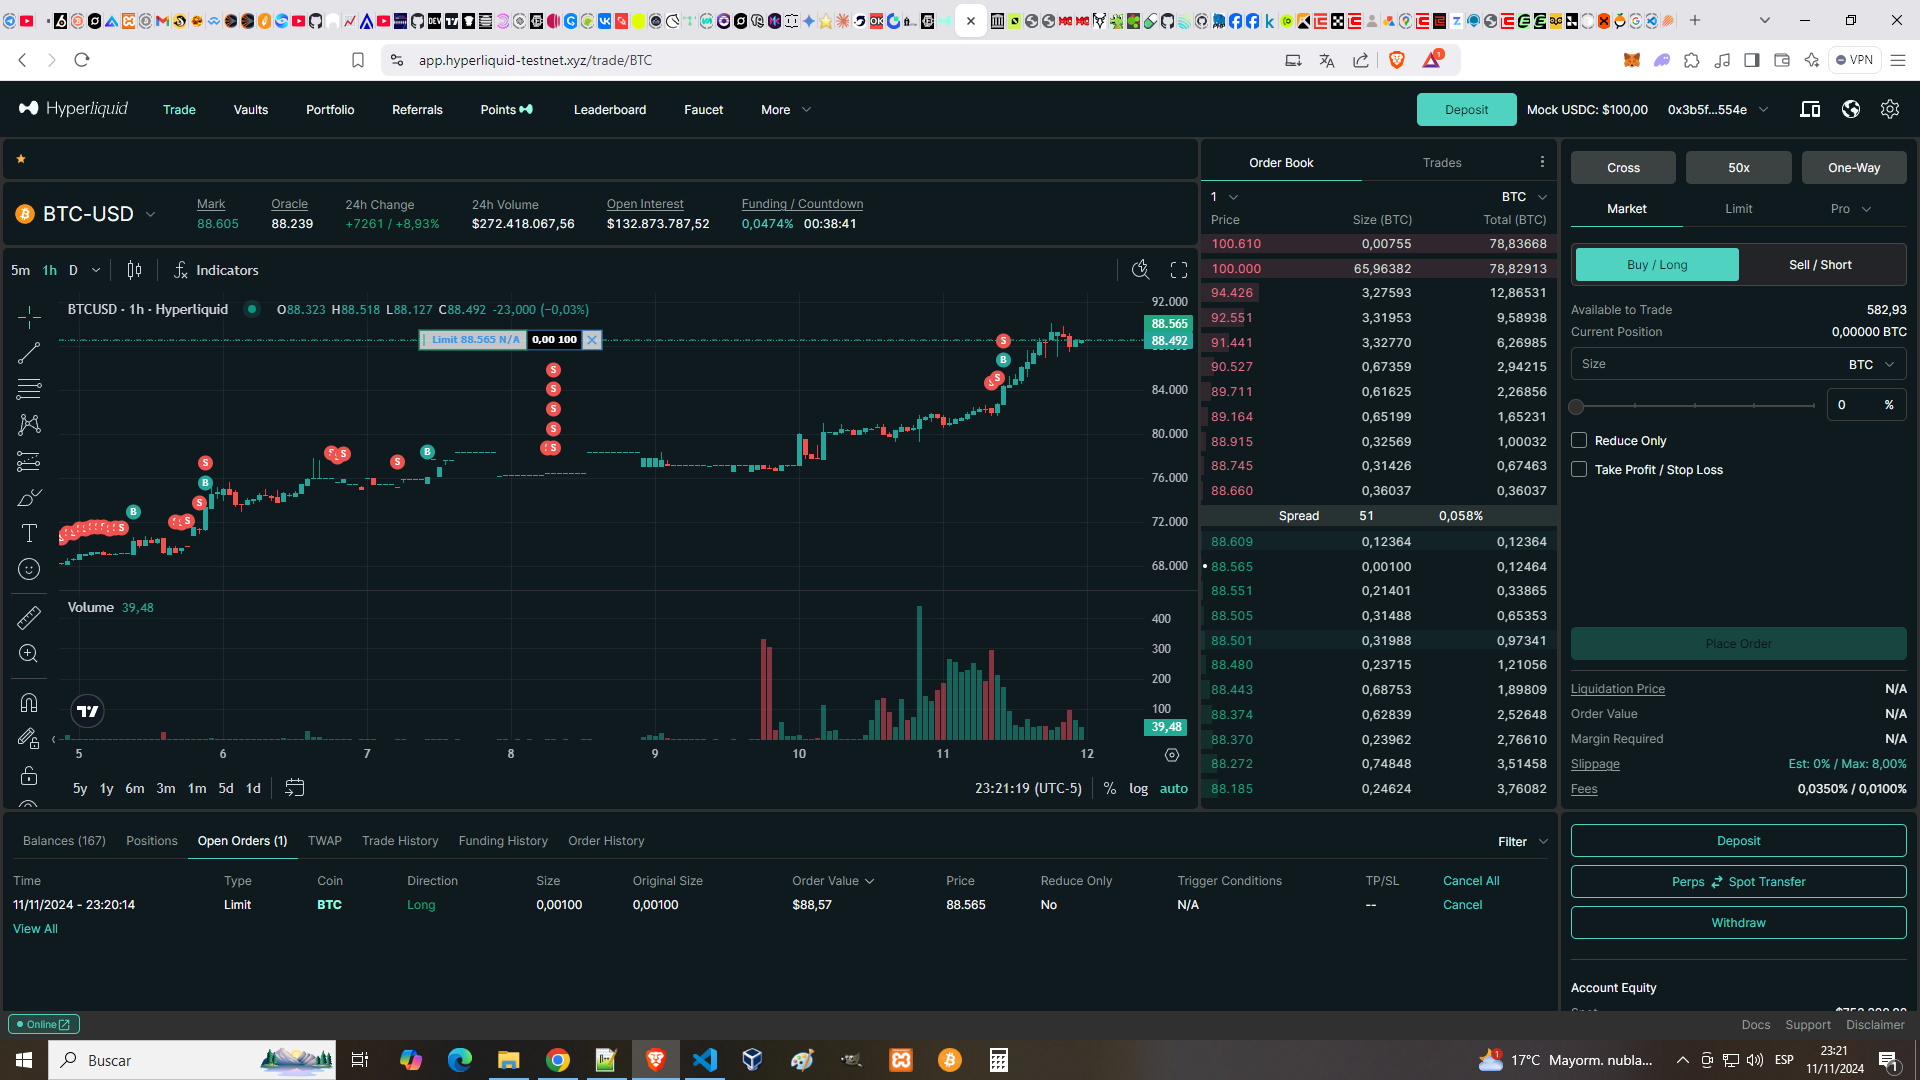 app.hyperliquid-testnet.xyz/trade/BTC
VPN
Hyperliquid
Trade
Vaults
Portfolio
Referrals
Points
Leaderboard
Faucet
More
Deposit
Mock USDC: $100,00
0x3b5f...554e
BTC-USD
Mark
88.605
Oracle
88.239
24h Change
+7261 / +8,93%
24h Volume
$272.418.067,56
Open Interest
$132.873.787,52
Funding / Countdown
0,0474% 00:38:41
5m 1h D
Indicators
BTCUSD · 1h · Hyperliquid
O88.323 H88.518 L88.127 C88.492 -23,000 (−0,03%)
Limit 88.565 N/A
0,00 100
92.000
88.565
88.492
84.000
80.000
76.000
72.000
68.000
Volume 39,48
400
300
200
100
39,48
5 6 7 8 9 10 11 12
5y 1y 6m 3m 1m 5d 1d
23:21:19 (UTC-5)
% log auto
Order Book
Trades
1
BTC
Price Size (BTC) Total (BTC)
100.610 0,00755 78,83668
100.000 65,96382 78,82913
94.426 3,27593 12,86531
92.551 3,31953 9,58938
91.441 3,32770 6,26985
90.527 0,67359 2,94215
89.711 0,61625 2,26856
89.164 0,65199 1,65231
88.915 0,32569 1,00032
88.745 0,31426 0,67463
88.660 0,36037 0,36037
Spread 51 0,058%
88.609 0,12364 0,12364
88.565 0,00100 0,12464
88.551 0,21401 0,33865
88.505 0,31488 0,65353
88.501 0,31988 0,97341
88.480 0,23715 1,21056
88.443 0,68753 1,89809
88.374 0,62839 2,52648
88.370 0,23962 2,76610
88.272 0,74848 3,51458
88.185 0,24624 3,76082
Cross
50x
One-Way
Market
Limit
Pro
Buy / Long
Sell / Short
Available to Trade 582,93
Current Position 0,00000 BTC
Size BTC
0 %
Reduce Only
Take Profit / Stop Loss
Place Order
Liquidation Price N/A
Order Value N/A
Margin Required N/A
Slippage Est: 0% / Max: 8,00%
Fees 0,0350% / 0,0100%
Deposit
Perps ⇄ Spot Transfer
Withdraw
Account Equity
Balances (167)
Positions
Open Orders (1)
TWAP
Trade History
Funding History
Order History
Filter
Time Type Coin Direction Size Original Size Order Value Price Reduce Only Trigger Conditions TP/SL Cancel All
11/11/2024 - 23:20:14 Limit BTC Long 0,00100 0,00100 $88,57 88.565 No N/A -- Cancel
View All
Online
Docs
Support
Disclaimer
Buscar
17°C Mayorm. nubla...
ESP
23:21
11/11/2024